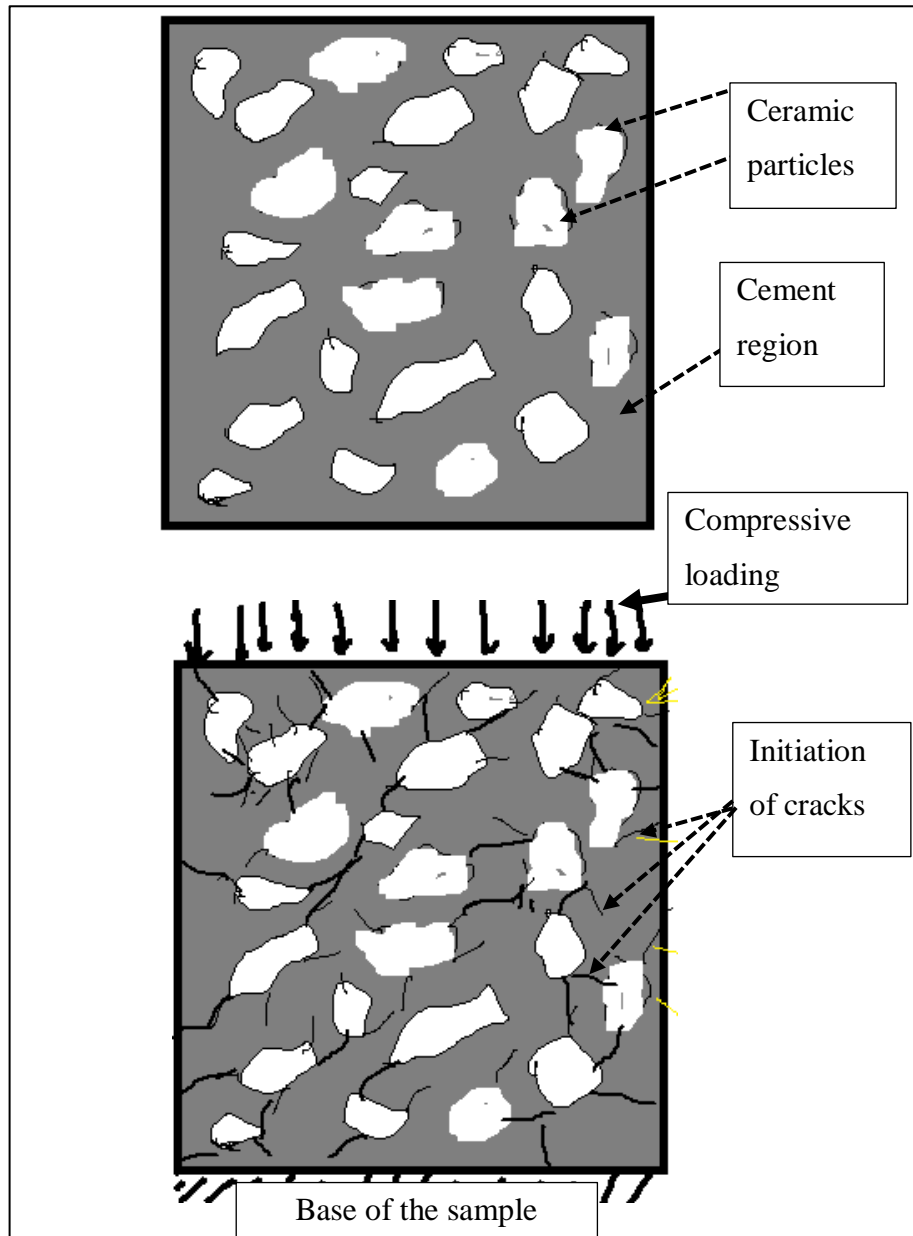 Ceramic
particles
Cement
region
Compressive
loading
Initiation
of cracks
Base of the sample